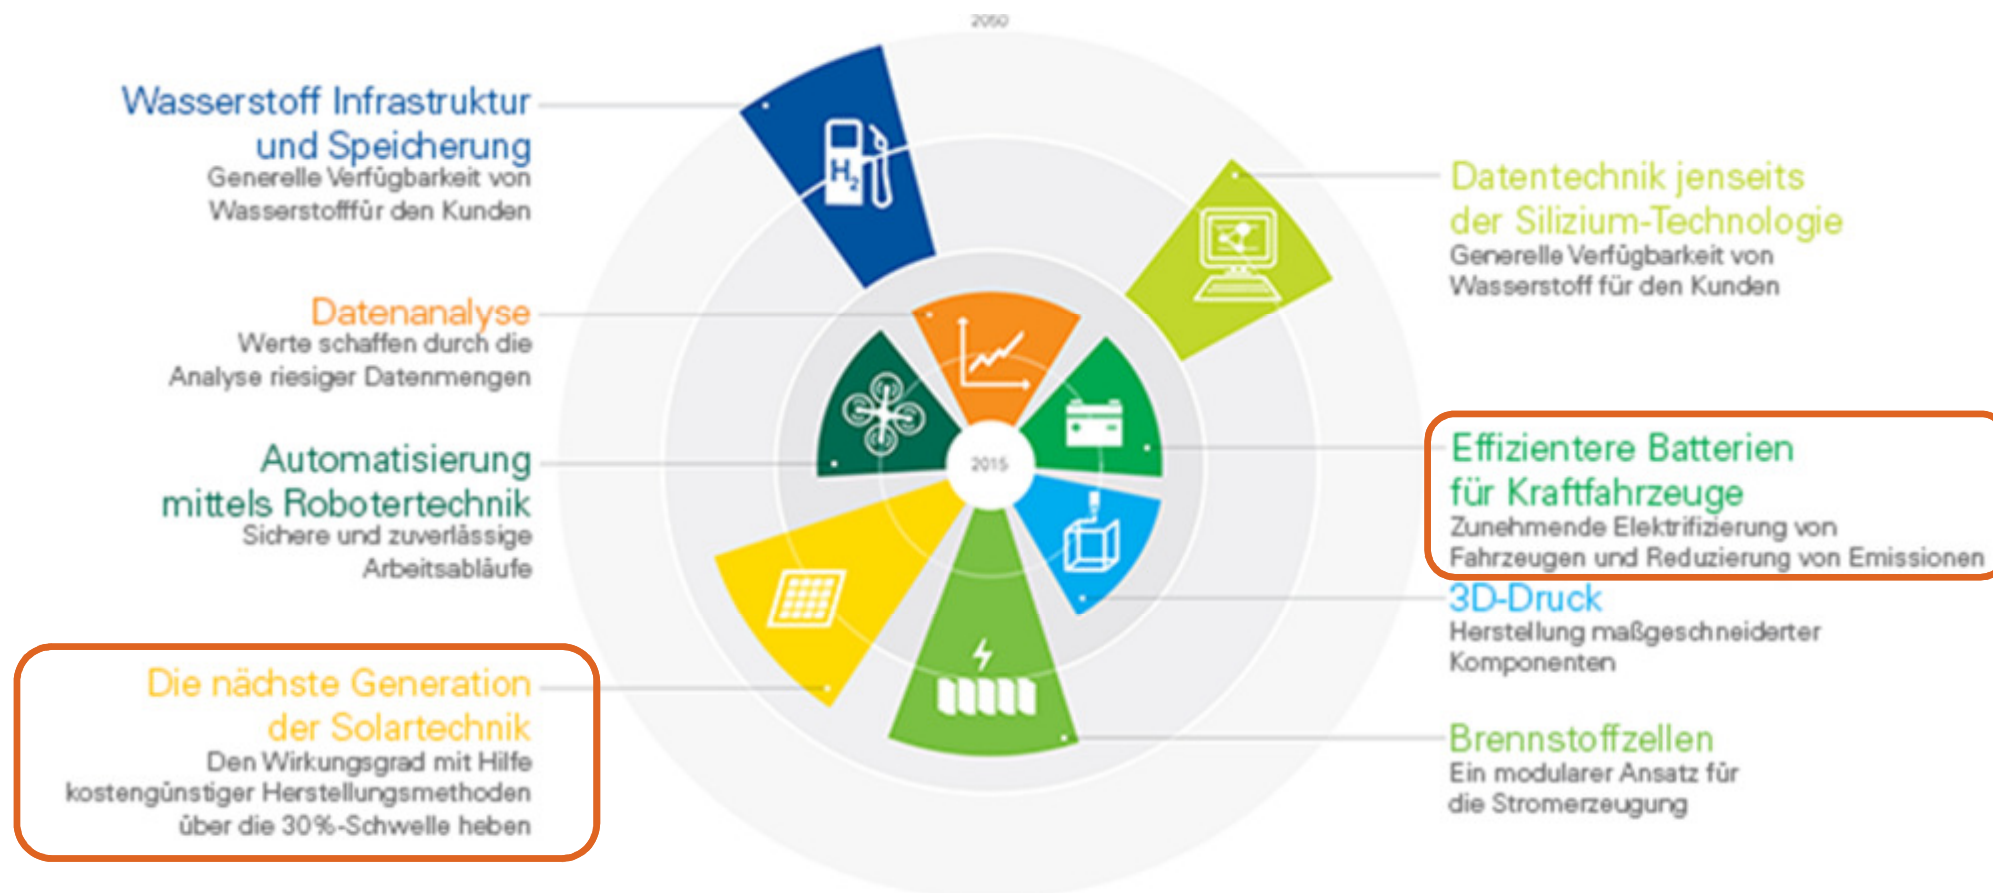 2050
Wasserstoff Infrastruktur
und Speicherung
Generelle Verfügbarkeit von
Wasserstofffür den Kunden
Datenanalyse
Werte schaffen durch die
Analyse riesiger Datenmengen
Automatisierung
mittels Robotertechnik
Sichere und zuverlässige
Arbeitsabläufe
Die nächste Generation
der Solartechnik
Den Wirkungsgrad mit Hilfe
kostengünstiger Herstellungsmethoden
über die 30%-Schwelle heben
H2
2015
Datentechnik jenseits
der Silizium-Technologie
Generelle Verfügbarkeit von
Wasserstoff für den Kunden
Effizientere Batterien
für Kraftfahrzeuge
Zunehmende Elektrifizierung von
Fahrzeugen und Reduzierung von Emissionen
3D-Druck
Herstellung maßgeschneiderter
Komponenten
Brennstoffzellen
Ein modularer Ansatz für
die Stromerzeugung